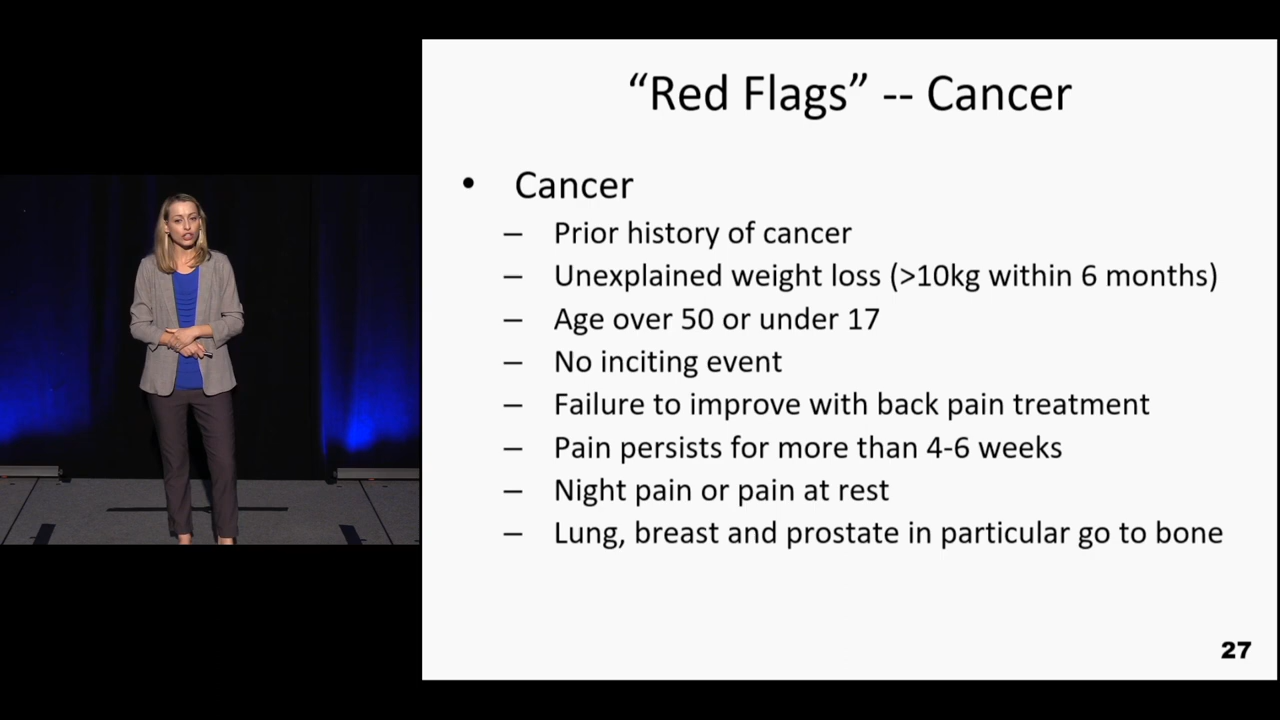 “Red Flags” -- Cancer
• Cancer
– Prior history of cancer
– Unexplained weight loss (>10kg within 6 months)
– Age over 50 or under 17
– No inciting event
– Failure to improve with back pain treatment
– Pain persists for more than 4-6 weeks
– Night pain or pain at rest
– Lung, breast and prostate in particular go to bone
27